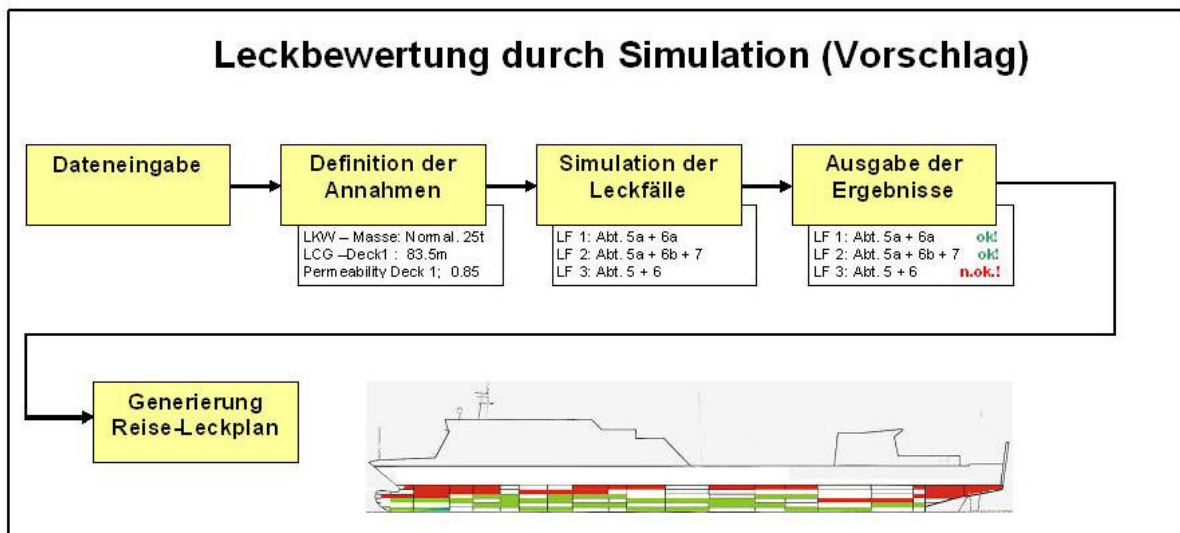 Leckbewertung durch Simulation (Vorschlag)
Dateneingabe
Definition der
Annahmen
LKW – Masse: Normal. 25t
LCG –Deck1 : 83.5m
Permeability Deck 1; 0.85
Simulation der
Leckfälle
LF 1: Abt. 5a + 6a
LF 2: Abt. 5a + 6b + 7
LF 3: Abt. 5 + 6
Ausgabe der
Ergebnisse
LF 1: Abt. 5a + 6a ok!
LF 2: Abt. 5a + 6b + 7 ok!
LF 3: Abt. 5 + 6 n.ok.!
Generierung
Reise-Leckplan